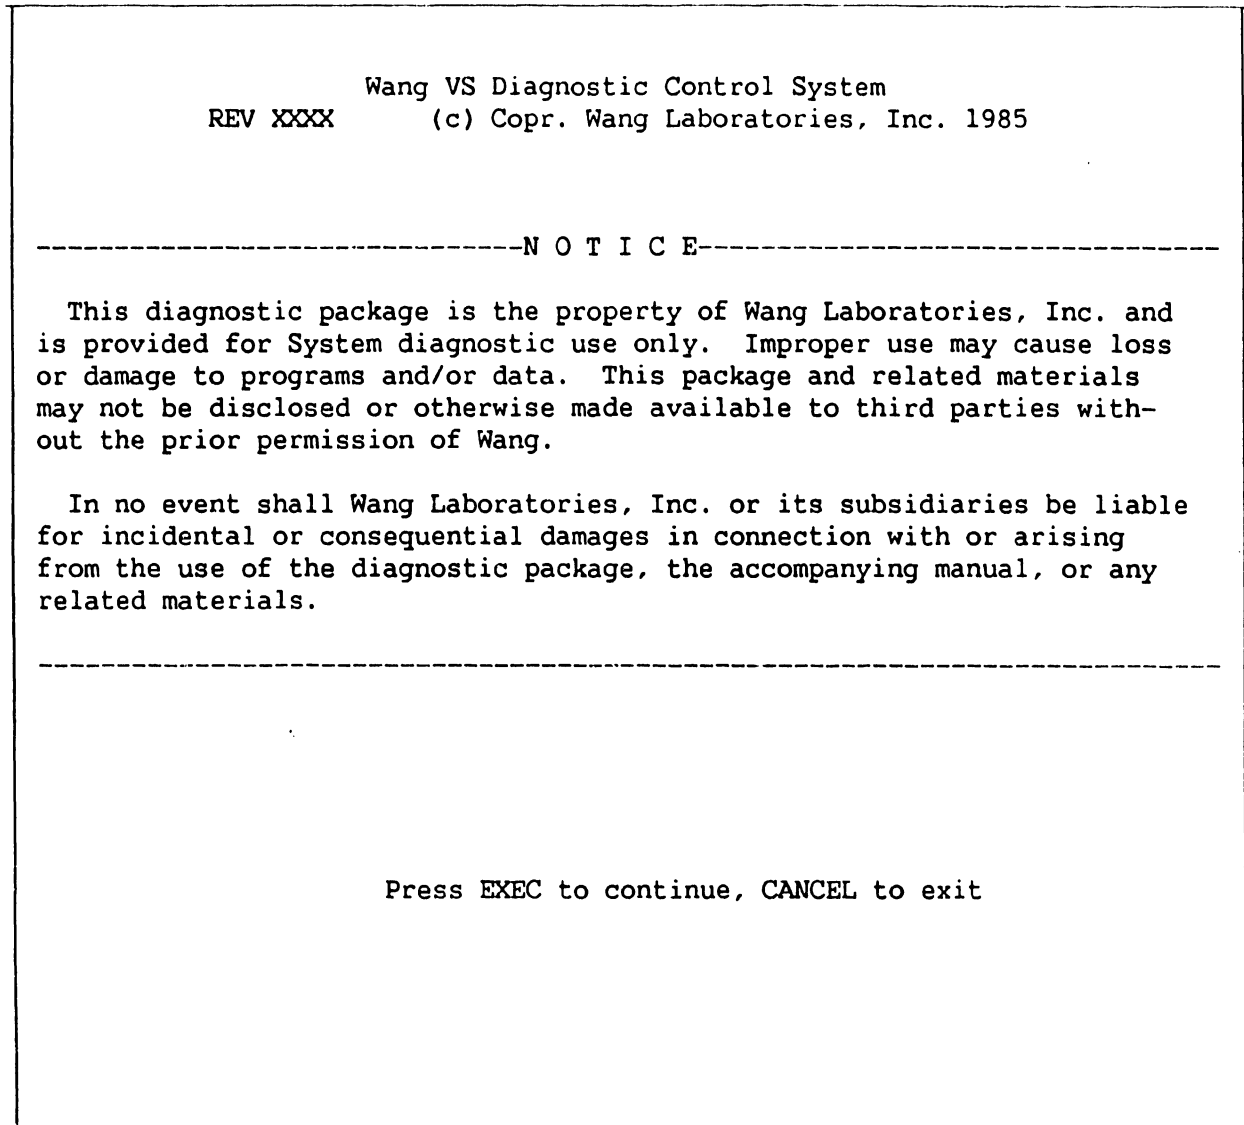 Wang VS Diagnostic Control System
REV XXXX (c) Copr. Wang Laboratories, Inc. 1985
-------------------------------N O T I C E---------------------------------
This diagnostic package is the property of Wang Laboratories, Inc. and
is provided for System diagnostic use only. Improper use may cause loss
or damage to programs and/or data. This package and related materials
may not be disclosed or otherwise made available to third parties with-
out the prior permission of Wang.
In no event shall Wang Laboratories, Inc. or its subsidiaries be liable
for incidental or consequential damages in connection with or arising
from the use of the diagnostic package, the accompanying manual, or any
related materials.
---------------------------------------------------------------------------
Press EXEC to continue, CANCEL to exit